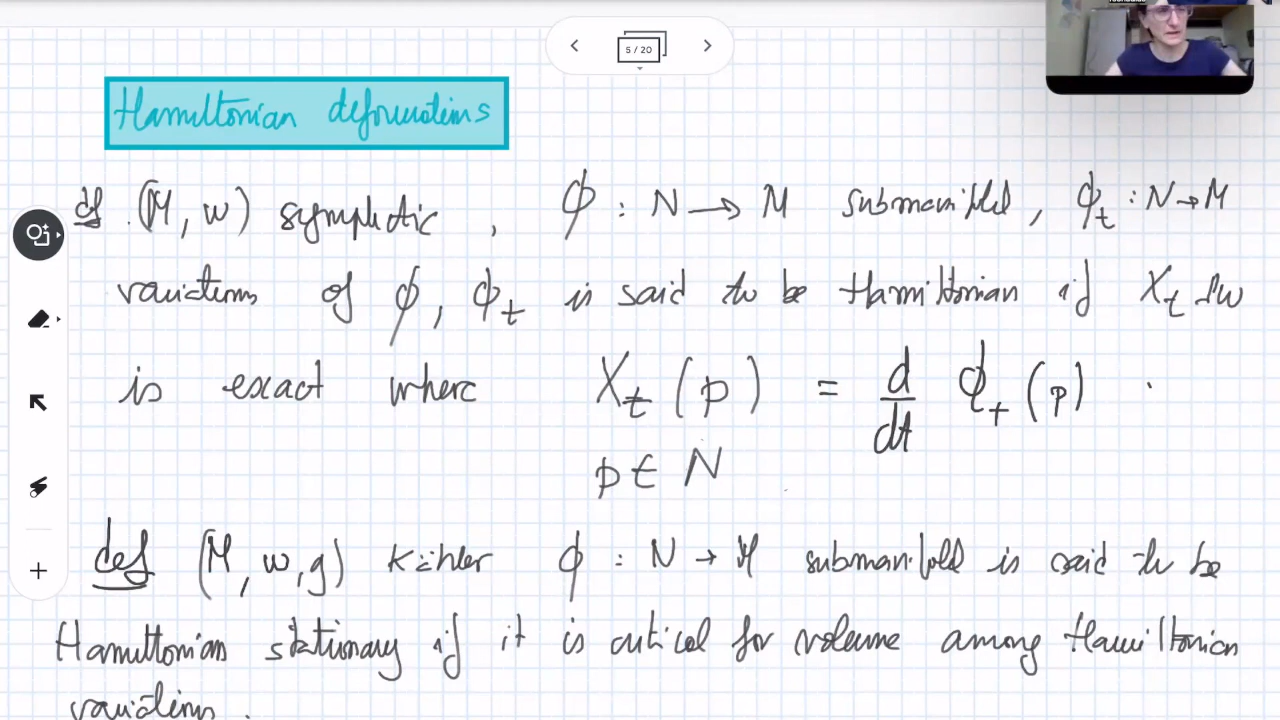 5 / 20
Hamiltonian deformations
def. (M, ω) symplectic, ϕ : N → M submanifold, ϕ_t : N → M
variations of ϕ, ϕ_t is said to be Hamiltonian if X_t ⌟ω
is exact where X_t (p) = d/dt ϕ_t (p) .
p ∈ N
def (M, ω, g) Kähler ϕ : N → M submanifold is said to be
Hamiltonian stationary if it is critical for volume among Hamiltonian
variations.